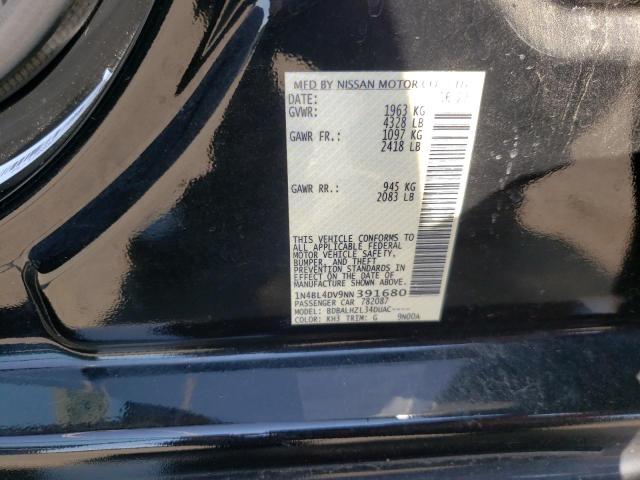 MFD BY NISSAN MOTOR
DATE:
GVWR: 1963 KG
4328 LB
GAWR FR.: 1097 KG
2418 LB
GAWR RR.: 945 KG
2083 LB
THIS VEHICLE CONFORMS TO
ALL APPLICABLE FEDERAL
MOTOR VEHICLE SAFETY,
BUMPER, AND THEFT
PREVENTION STANDARDS
IN EFFECT ON THE DATE OF
MANUFACTURE SHOWN ABOVE.
1N4BL4DV9NN391680
PASSENGER CAR 782087
MODEL: BDBALHZL34DUAC----
COLOR: KH3 TRIM: G 9N00A